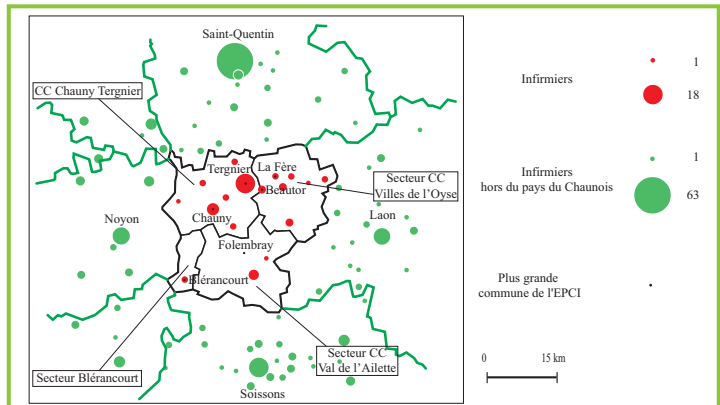 Saint-Quentin
CC Chauny Tergnier
Tergnier
La Fère
Beautor
Secteur CC
Villes de l'Oyse
Noyon
Chauny
Laon
Folembray
Blérancourt
Secteur Blérancourt
Secteur CC
Val de l'Ailette
Soissons
Infirmiers
1
18
Infirmiers
hors du pays du Chaunois
1
63
Plus grande
commune de l'EPCI
0
15 km